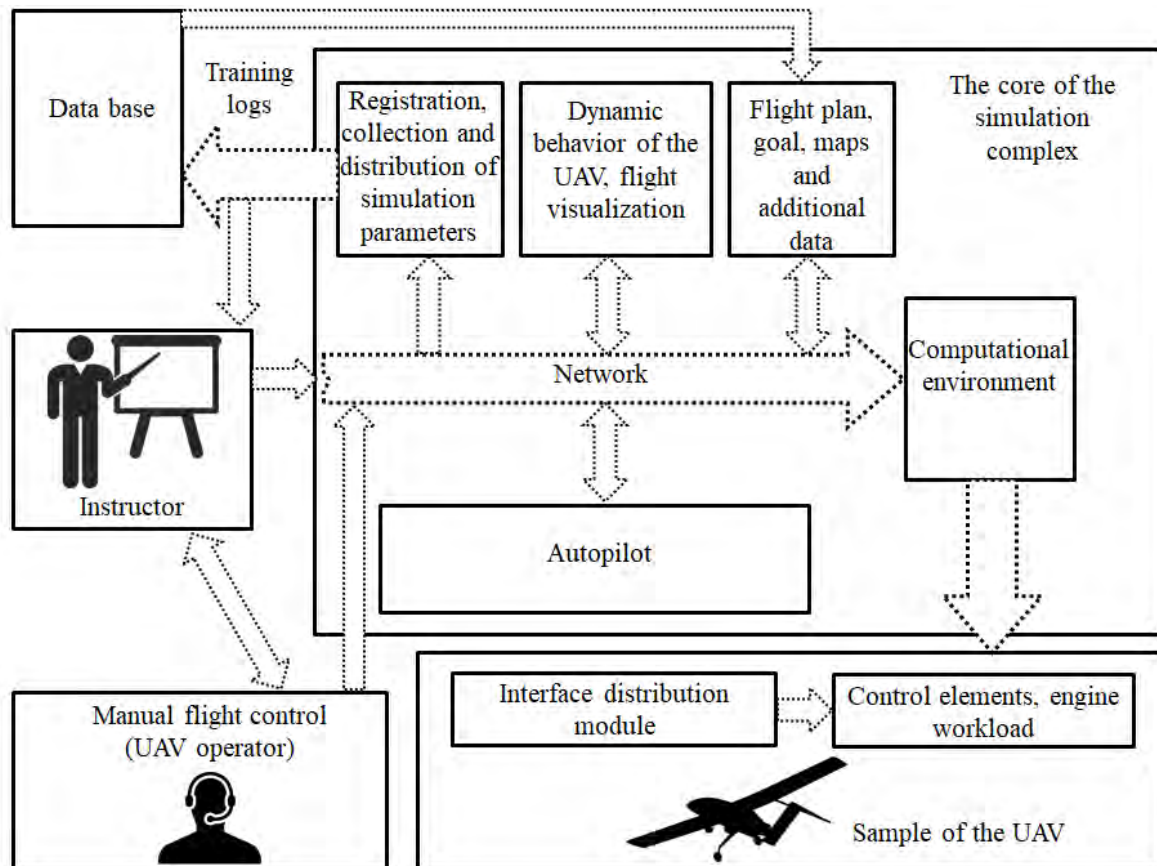 Data base
Training
logs
Registration,
collection and
distribution of
simulation
parameters
Dynamic
behavior of the
UAV, flight
visualization
Flight plan,
goal, maps
and
additional
data
The core of the
simulation
complex
Network
Computational
environment
Instructor
Autopilot
Manual flight control
(UAV operator)
Interface distribution
module
Control elements, engine
workload
Sample of the UAV